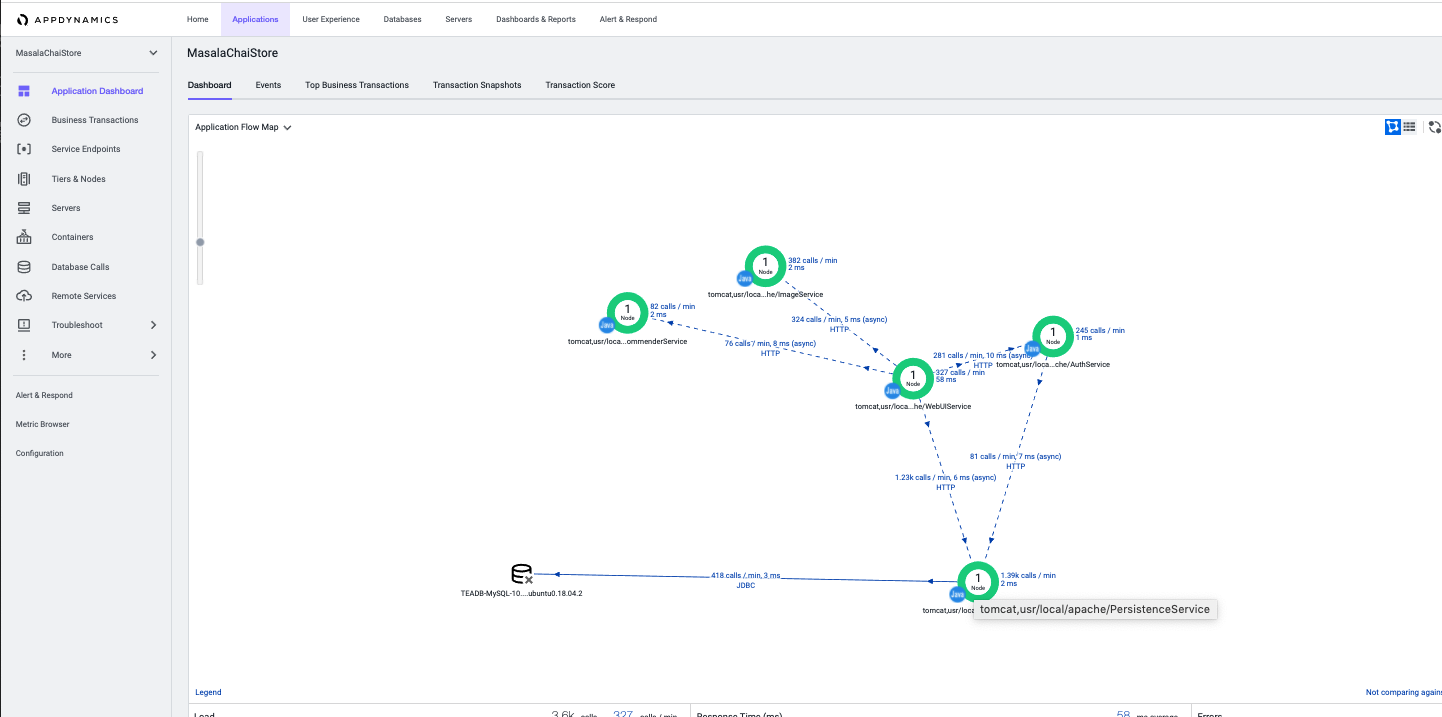 APPDYNAMICS
Home Applications User Experience Databases Servers Dashboards & Reports Alert & Respond
MasalaChaiStore
Application Dashboard
Business Transactions
Service Endpoints
Tiers & Nodes
Servers
Containers
Database Calls
Remote Services
Troubleshoot
More
Alert & Respond
Metric Browser
Configuration
MasalaChaiStore
Dashboard Events Top Business Transactions Transaction Snapshots Transaction Score
Application Flow Map
1
Node
Java
382 calls / min
2 ms
tomcat,usr/loca...he/ImageService
1
Node
Java
82 calls / min
2 ms
tomcat,usr/loca...ommenderService
324 calls / min, 5 ms (async)
HTTP
76 calls / min, 8 ms (async)
HTTP
1
Node
Java
245 calls / min
1 ms
tomcat,usr/loca...che/AuthService
281 calls / min, 10 ms (async)
HTTP
1
Node
Java
327 calls / min
58 ms
tomcat,usr/loca...he/WebUIService
81 calls / min, 7 ms (async)
HTTP
1.23k calls / min, 6 ms (async)
HTTP
TEADB-MySQL-10....ubuntu0.18.04.2
418 calls / min, 3 ms
JDBC
1
Node
Java
1.39k calls / min
2 ms
tomcat,usr/loca
tomcat,usr/local/apache/PersistenceService
Legend
Not comparing agains
Load 3.6k calls 327 calls / min Response Time (ms) 58 ms average Errors